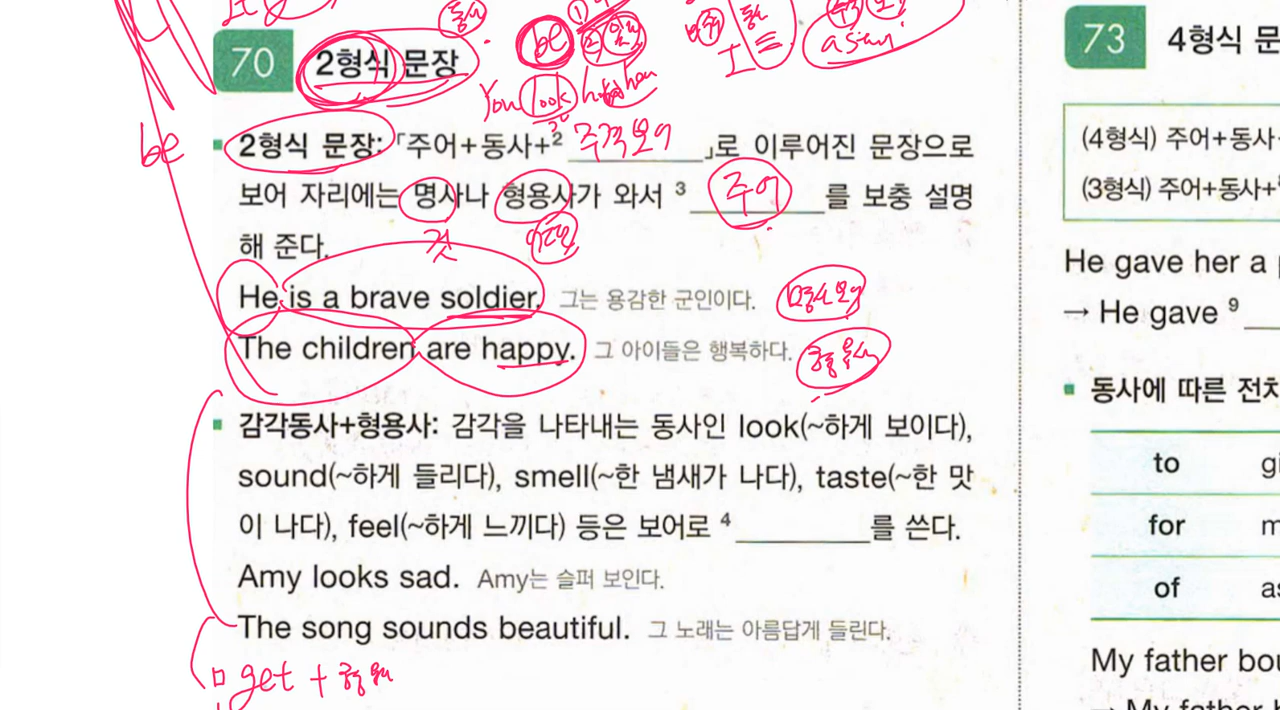 70 2형식 문장
be
You look
be
2형식 문장: 「주어+동사+² 주격보어」로 이루어진 문장으로
보어 자리에는 명사나 형용사가 와서 ³ 주어 를 보충 설명
해 준다.
것
He is a brave soldier. 그는 용감한 군인이다. 명사보어
The children are happy. 그 아이들은 행복하다. 형용사
감각동사+형용사: 감각을 나타내는 동사인 look(~하게 보이다),
sound(~하게 들리다), smell(~한 냄새가 나다), taste(~한 맛
이 나다), feel(~하게 느끼다) 등은 보어로 ⁴ ________를 쓴다.
Amy looks sad. Amy는 슬퍼 보인다.
The song sounds beautiful. 그 노래는 아름답게 들린다.
get +
73 4형식 문
(4형식) 주어+동사+
(3형식) 주어+동사+
He gave her a
→ He gave ⁹
동사에 따른 전치
to gi
for m
of as
My father bou